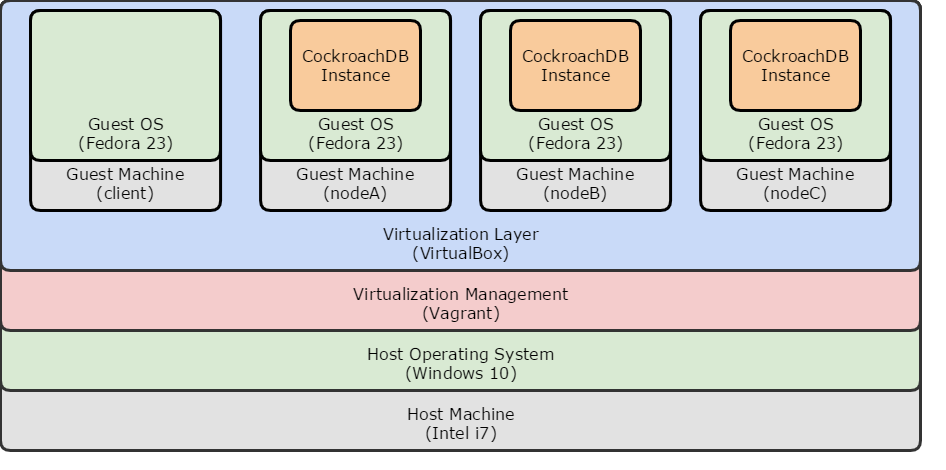 CockroachDB
Instance
CockroachDB
Instance
CockroachDB
Instance
Guest OS
(Fedora 23)
Guest OS
(Fedora 23)
Guest OS
(Fedora 23)
Guest OS
(Fedora 23)
Guest Machine
(client)
Guest Machine
(nodeA)
Guest Machine
(nodeB)
Guest Machine
(nodeC)
Virtualization Layer
(VirtualBox)
Virtualization Management
(Vagrant)
Host Operating System
(Windows 10)
Host Machine
(Intel i7)